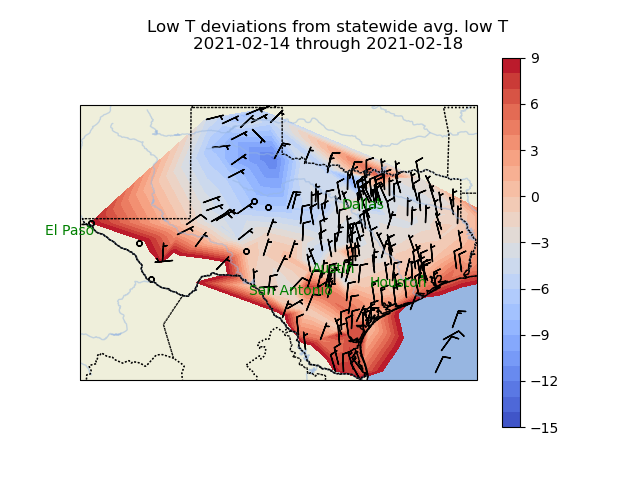 Low T deviations from statewide avg. low T
2021-02-14 through 2021-02-18
9
6
3
0
−3
−6
−9
−12
−15
Dallas
El Paso
Austin
San Antonio
Houston